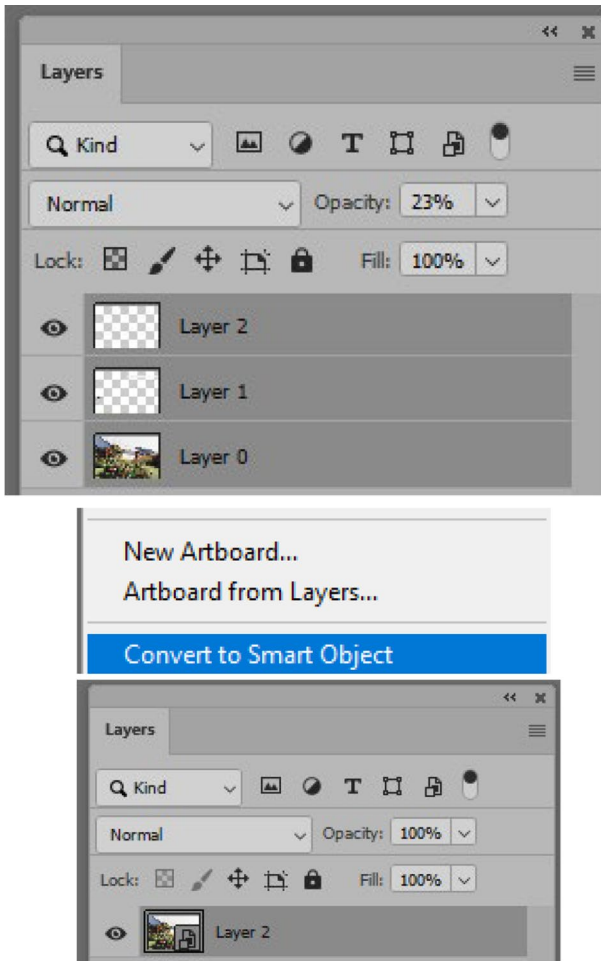 Layers
Kind
Normal Opacity: 23%
Lock: Fill: 100%
Layer 2
Layer 1
Layer 0
New Artboard...
Artboard from Layers...
Convert to Smart Object
Layers
Kind
Normal Opacity: 100%
Lock: Fill: 100%
Layer 2